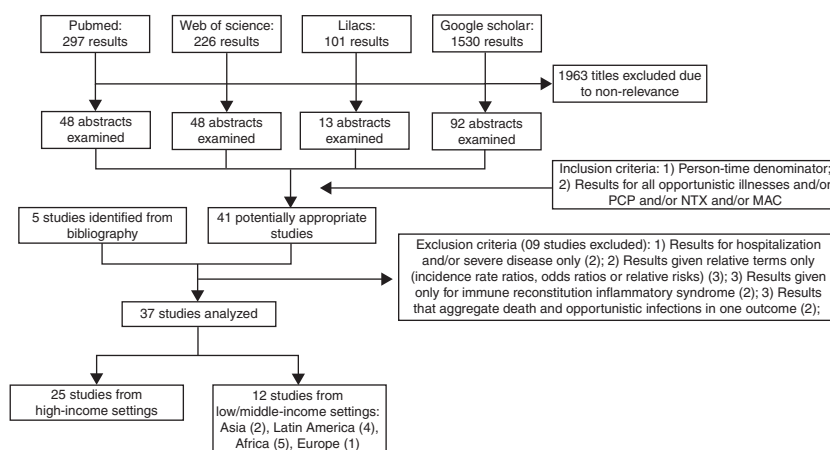 Pubmed:
297 results
Web of science:
226 results
Lilacs:
101 results
Google scholar:
1530 results
1963 titles excluded due
to non-relevance
48 abstracts
examined
48 abstracts
examined
13 abstracts
examined
92 abstracts
examined
Inclusion criteria: 1) Person-time denominator;
2) Results for all opportunistic illnesses and/or
PCP and/or NTX and/or MAC
5 studies identified from
bibliography
41 potentially appropriate
studies
Exclusion criteria (09 studies excluded): 1) Results for hospitalization
and/or severe disease only (2); 2) Results given relative terms only
(incidence rate ratios, odds ratios or relative risks) (3); 3) Results given
only for immune reconstitution inflammatory syndrome (2); 3) Results
that aggregate death and opportunistic infections in one outcome (2);
37 studies analyzed
25 studies from
high-income settings
12 studies from
low/middle-income settings:
Asia (2), Latin America (4),
Africa (5), Europe (1)